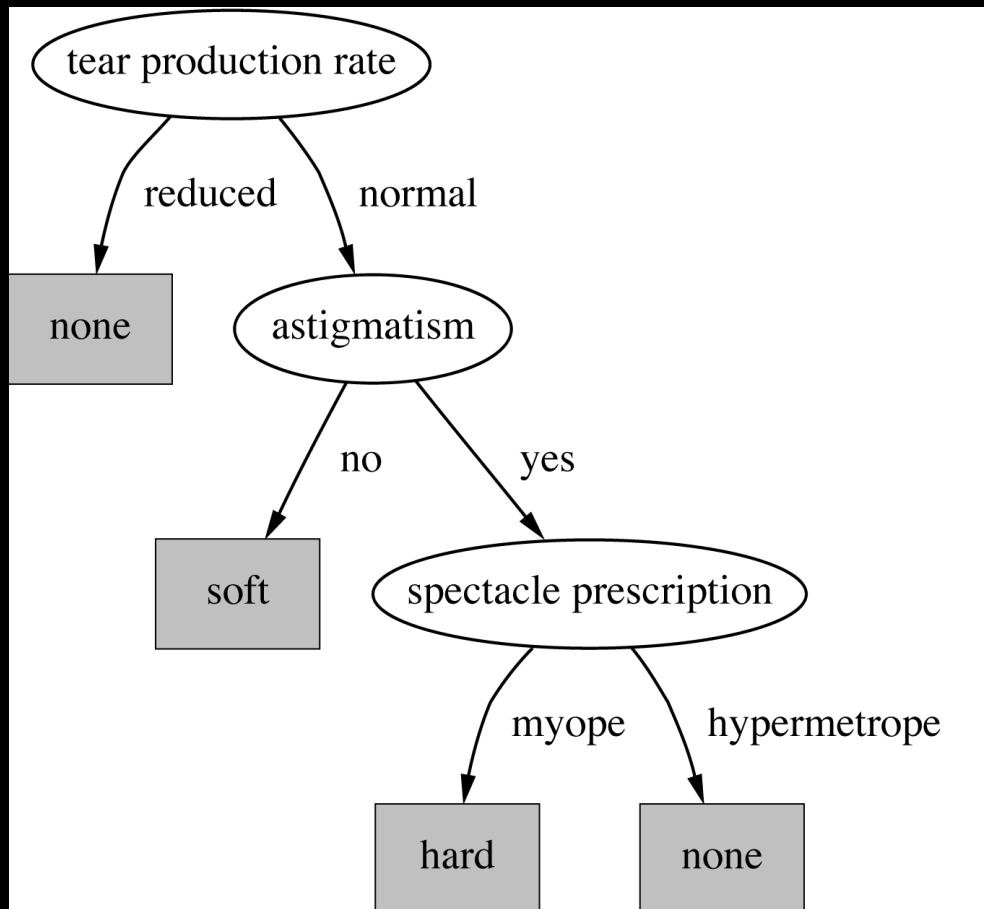 tear production rate
reduced
normal
none
astigmatism
no
yes
soft
spectacle prescription
myope
hypermetrope
hard
none